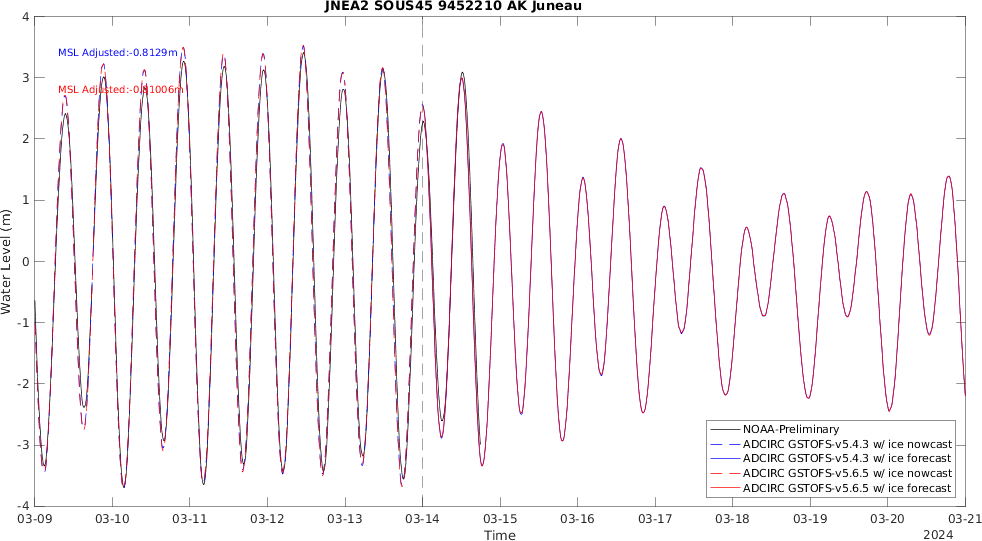 JNEA2 SOUS45 9452210 AK Juneau
4
MSL Adjusted:-0.8129m
3
MSL Adjusted:-0.81006m
2
1
0
-1
-2
-3
-4
Water Level (m)
NOAA-Preliminary
ADCIRC GSTOFS-v5.4.3 w/ ice nowcast
ADCIRC GSTOFS-v5.4.3 w/ ice forecast
ADCIRC GSTOFS-v5.6.5 w/ ice nowcast
ADCIRC GSTOFS-v5.6.5 w/ ice forecast
03-09 03-10 03-11 03-12 03-13 03-14 03-15 03-16 03-17 03-18 03-19 03-20 03-21
Time
2024